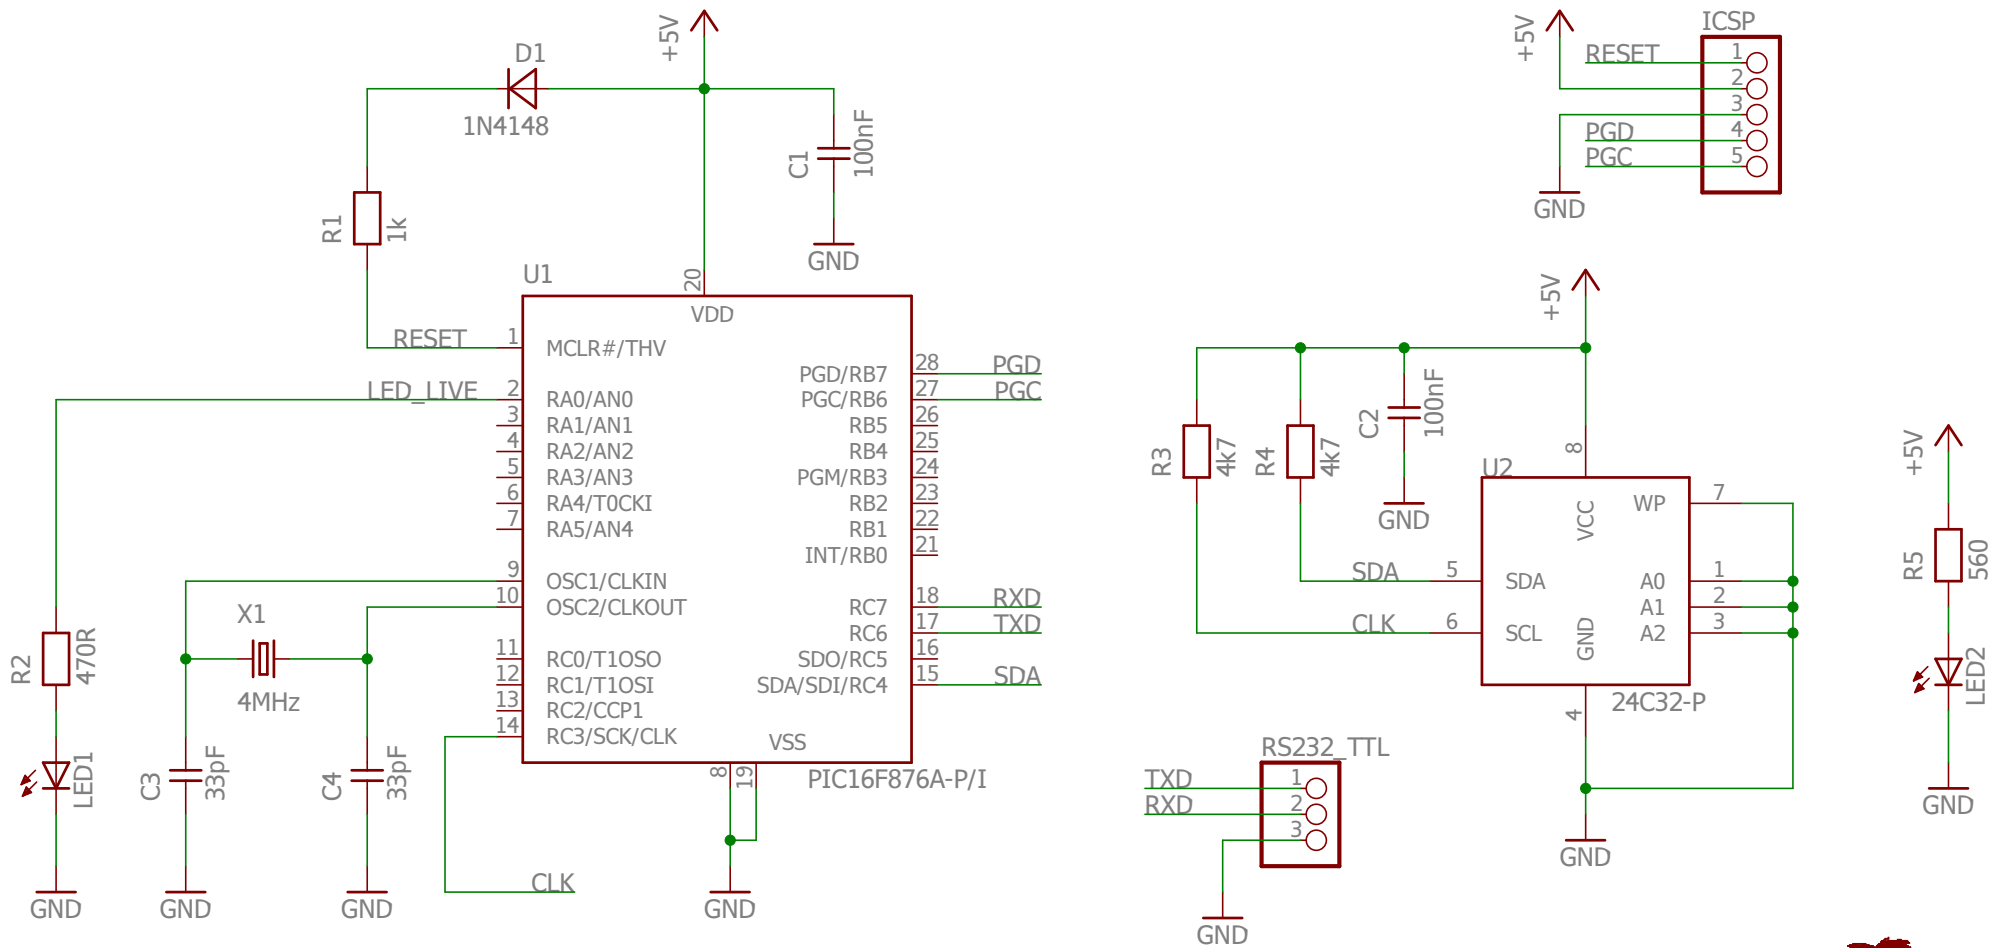 +5V
D1
1N4148
C1
100nF
GND
R1
1k
U1
20
VDD
RESET
1
MCLR#/THV
LED_LIVE
2
RA0/AN0
3
RA1/AN1
4
RA2/AN2
5
RA3/AN3
6
RA4/T0CKI
7
RA5/AN4
9
OSC1/CLKIN
10
OSC2/CLKOUT
11
RC0/T1OSO
12
RC1/T1OSI
13
RC2/CCP1
14
RC3/SCK/CLK
PGD/RB7
28
PGD
PGC/RB6
27
PGC
RB5
26
RB4
25
PGM/RB3
24
RB2
23
RB1
22
INT/RB0
21
RC7
18
RXD
RC6
17
TXD
SDO/RC5
16
SDA/SDI/RC4
15
SDA
VSS
8
19
PIC16F876A-P/I
GND
X1
4MHz
R2
470R
LED1
GND
C3
33pF
GND
C4
33pF
GND
CLK
+5V
ICSP
RESET
1
2
3
PGD
4
PGC
5
GND
+5V
R3
4k7
R4
4k7
C2
100nF
GND
U2
8
VCC
WP
7
SDA
5
SDA
A0
1
A1
2
CLK
6
SCL
A2
3
GND
4
24C32-P
GND
RS232_TTL
TXD
1
RXD
2
3
GND
+5V
R5
560
LED2
GND